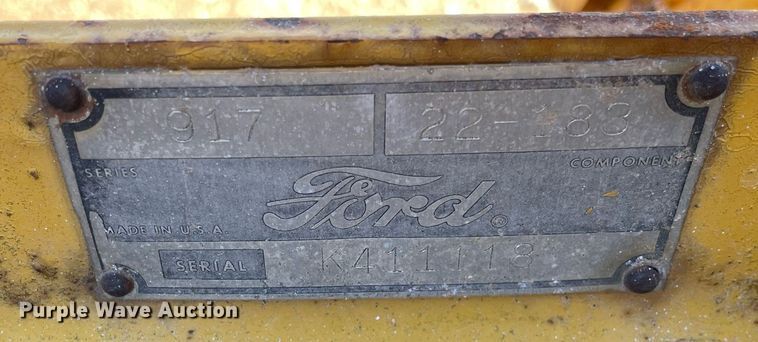 917 22-183
SERIES COMPONENT
Ford®
MADE IN U.S.A
SERIAL K411118
Purple Wave Auction